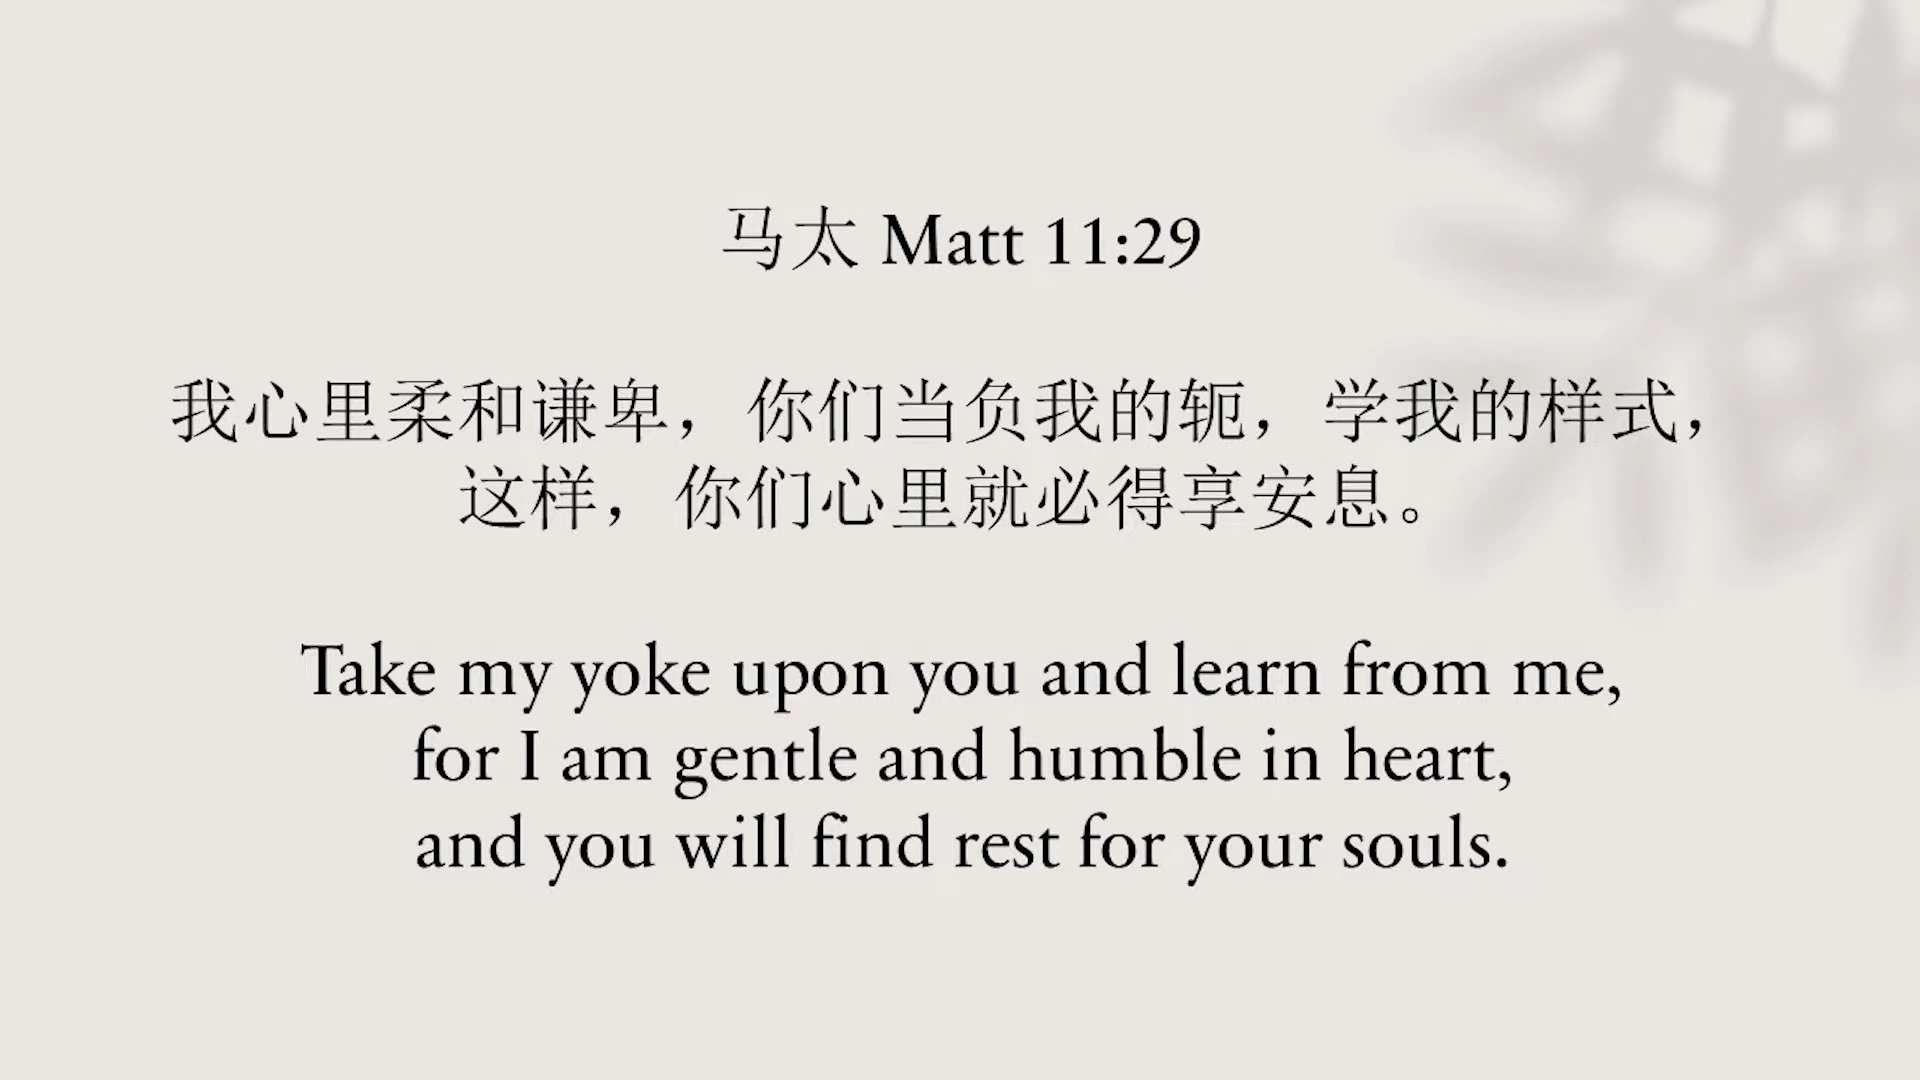 马太 Matt 11:29
我心里柔和谦卑，你们当负我的轭，学我的样式，
这样，你们心里就必得享安息。
Take my yoke upon you and learn from me,
for I am gentle and humble in heart,
and you will find rest for your souls.